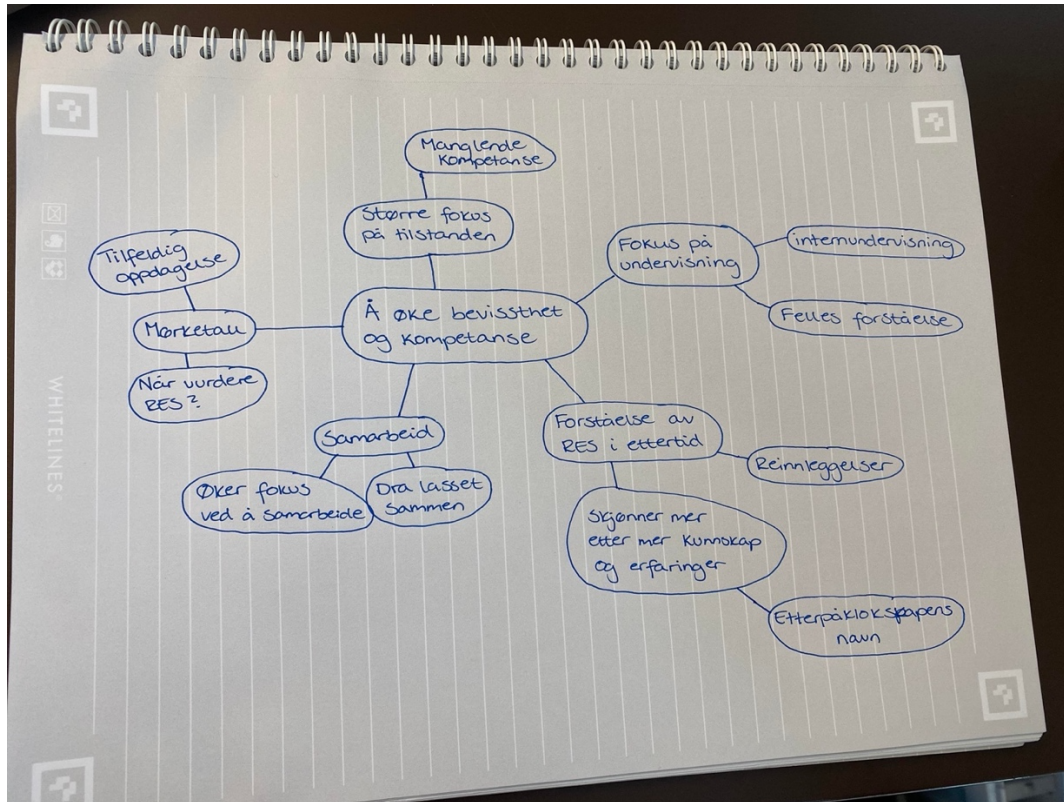 Manglende
kompetanse
Større fokus
på tilstanden
Tilfeldig
oppdagelse
Mørketall
Når vurdere
RES?
Å øke bevissthet
og kompetanse
Fokus på
undervisning
internundervisning
Felles forståelse
Samarbeid
Øker fokus
ved å samarbeide
Dra lasset
sammen
Forståelse av
RES i ettertid
Reinnleggelser
Skjønner mer
etter mer kunnskap
og erfaringer
Etterpåklokskapens
navn
WHITELINES